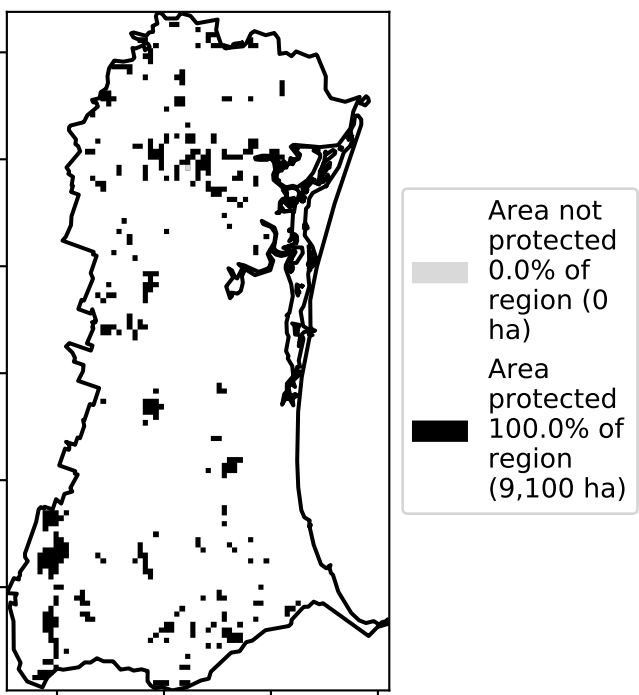 Area not
protected
0.0% of
region (0
ha)
Area
protected
100.0% of
region
(9,100 ha)